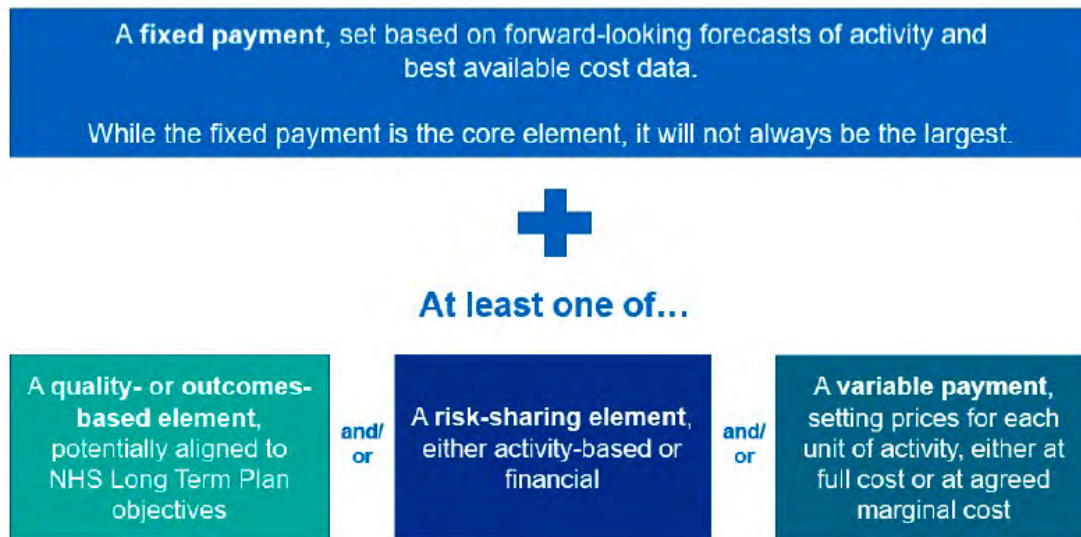 A fixed payment, set based on forward-looking forecasts of activity and
best available cost data.
While the fixed payment is the core element, it will not always be the largest.
At least one of...
A quality- or outcomes-
based element,
potentially aligned to
NHS Long Term Plan
objectives
and/
or
A risk-sharing element,
either activity-based or
financial
and/
or
A variable payment,
setting prices for each
unit of activity, either at
full cost or at agreed
marginal cost